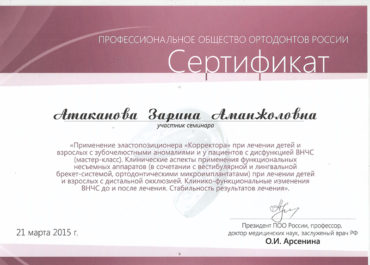 ПРОФЕССИОНАЛЬНОЕ ОБЩЕСТВО ОРТОДОНТОВ РОССИИ
Сертификат
Атаканова Зарина Аманжоловна
участник семинара
«Применение эластопозиционера «Корректора» при лечении детей и
взрослых с зубочелюстными аномалиями и у пациентов с дисфункцией ВНЧС
(мастер-класс). Клинические аспекты применения функциональных
несъемных аппаратов (в сочетании с вестибулярной и лингвальной
брекет-системой, ортодонтическими микроимплантатами) при лечении детей
и взрослых с дистальной окклюзией. Клинико-функциональные изменения
ВНЧС до и после лечения. Стабильность результатов лечения».
21 марта 2015 г.
Президент ПОО России, профессор,
доктор медицинских наук, заслуженый врач РФ
О.И. Арсенина